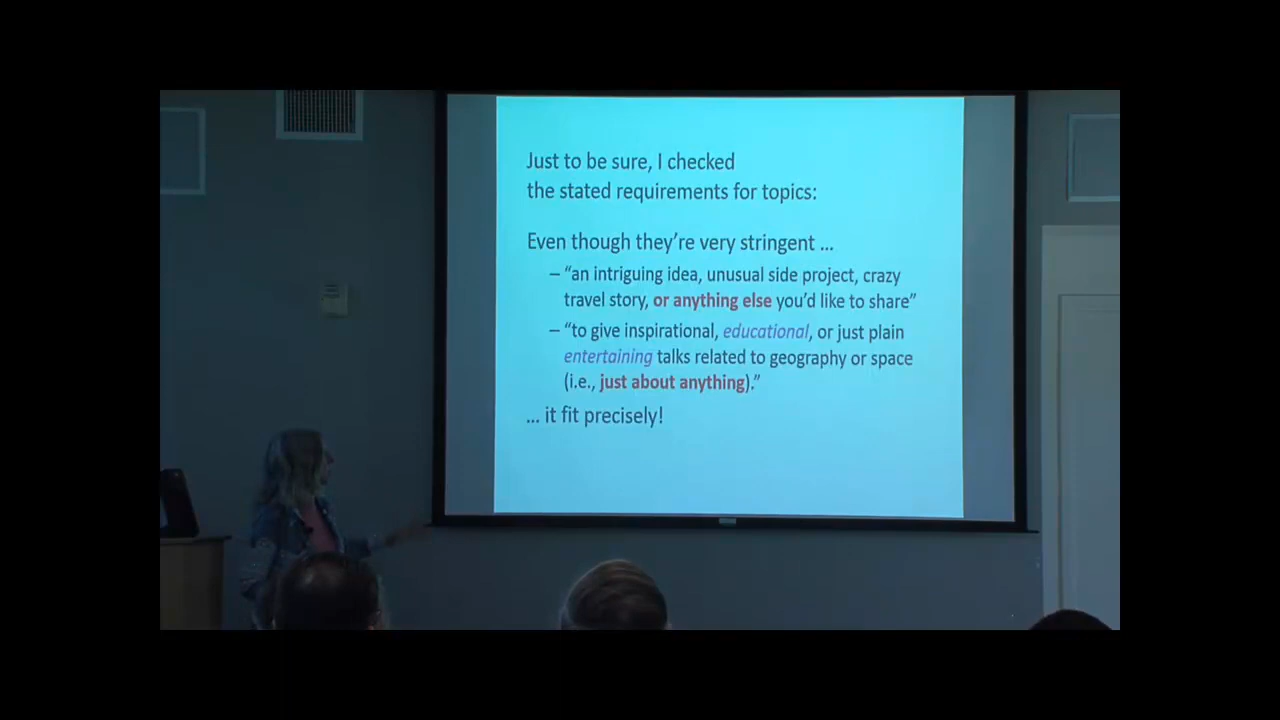 Just to be sure, I checked
the stated requirements for topics:
Even though they’re very stringent ...
– “an intriguing idea, unusual side project, crazy
travel story, or anything else you’d like to share”
– “to give inspirational, educational, or just plain
entertaining talks related to geography or space
(i.e., just about anything).”
... it fit precisely!